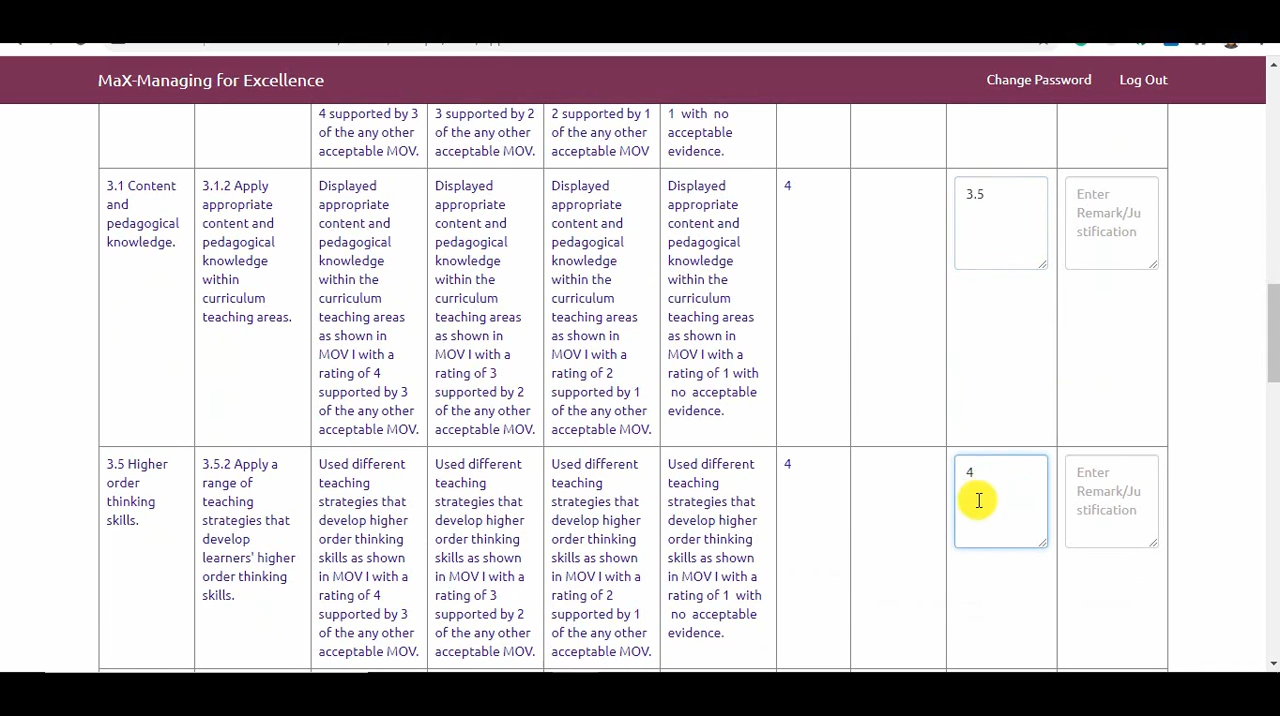 MaX-Managing for Excellence
Change Password
Log Out
4 supported by 3
of the any other
acceptable MOV.
3 supported by 2
of the any other
acceptable MOV.
2 supported by 1
of the any other
acceptable MOV
1 with no
acceptable
evidence.
3.1 Content
and
pedagogical
knowledge.
3.1.2 Apply
appropriate
content and
pedagogical
knowledge
within
curriculum
teaching areas.
Displayed
appropriate
content and
pedagogical
knowledge
within the
curriculum
teaching areas
as shown in
MOV I with a
rating of 4
supported by 3
of the any other
acceptable MOV.
Displayed
appropriate
content and
pedagogical
knowledge
within the
curriculum
teaching areas
as shown in
MOV I with a
rating of 3
supported by 2
of the any other
acceptable MOV.
Displayed
appropriate
content and
pedagogical
knowledge
within the
curriculum
teaching areas
as shown in
MOV I with a
rating of 2
supported by 1
of the any other
acceptable MOV.
Displayed
appropriate
content and
pedagogical
knowledge
within the
curriculum
teaching areas
as shown in
MOV I with a
rating of 1 with
no acceptable
evidence.
4
3.5
Enter
Remark/Ju
stification
3.5 Higher
order
thinking
skills.
3.5.2 Apply a
range of
teaching
strategies that
develop
learners' higher
order thinking
skills.
Used different
teaching
strategies that
develop higher
order thinking
skills as shown
in MOV I with a
rating of 4
supported by 3
of the any other
acceptable MOV.
Used different
teaching
strategies that
develop higher
order thinking
skills as shown
in MOV I with a
rating of 3
supported by 2
of the any other
acceptable MOV.
Used different
teaching
strategies that
develop higher
order thinking
skills as shown
in MOV I with a
rating of 2
supported by 1
of the any other
acceptable MOV.
Used different
teaching
strategies that
develop higher
order thinking
skills as shown
in MOV I with a
rating of 1 with
no acceptable
evidence.
4
4
Enter
Remark/Ju
stification